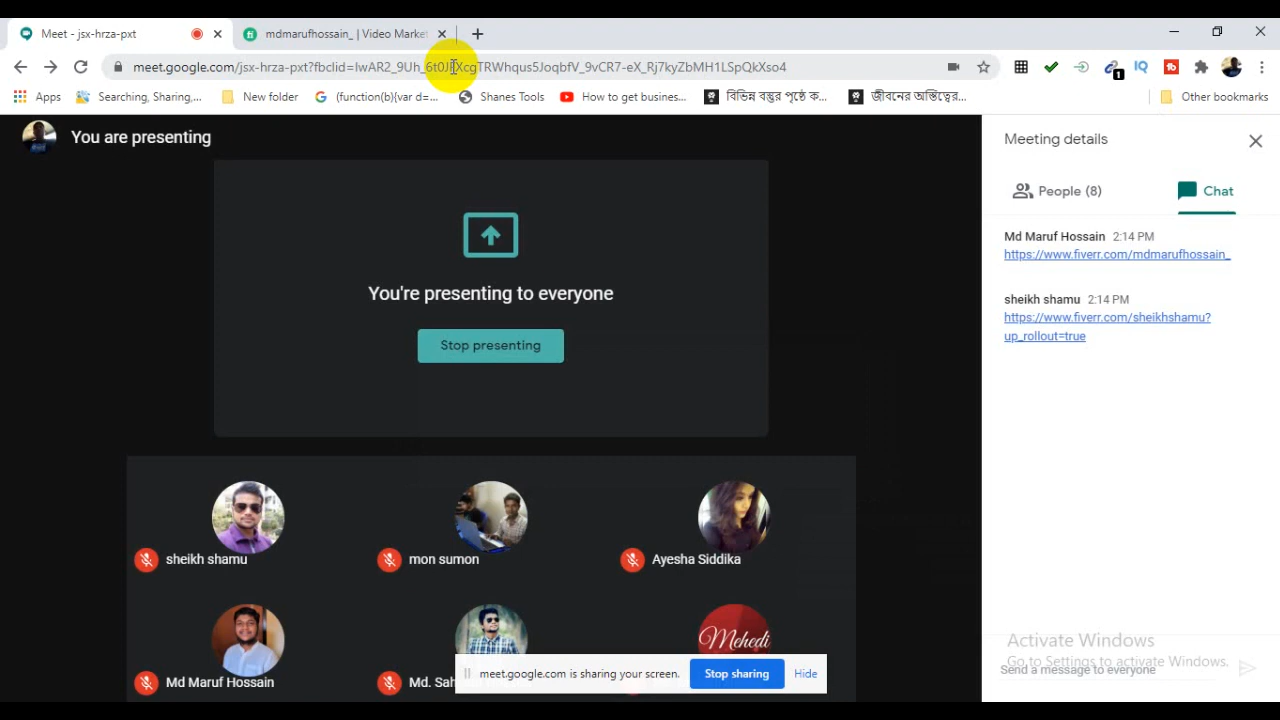 Meet - jsx-hrza-pxt
mdmarufhossain_ | Video Market
meet.google.com/jsx-hrza-pxt?fbclid=IwAR2_9Uh_6t0JfXcgTRWhqus5JoqbfV_9vCR7-eX_Rj7kyZbMH1LSpQkXso4
Apps
Searching, Sharing,...
New folder
(function(b){var d=...
Shanes Tools
How to get busines...
বিভিন্ন বস্তুর পৃষ্ঠে ক...
জীবনের অস্তিত্বের...
Other bookmarks
You are presenting
You're presenting to everyone
Stop presenting
sheikh shamu
mon sumon
Ayesha Siddika
Mehedi
Md Maruf Hossain
Md. Sah
meet.google.com is sharing your screen.
Stop sharing
Hide
Meeting details
People (8)
Chat
Md Maruf Hossain 2:14 PM
https://www.fiverr.com/mdmarufhossain_
sheikh shamu 2:14 PM
https://www.fiverr.com/sheikhshamu?
up_rollout=true
Activate Windows
Go to Settings to activate Windows.
Send a message to everyone